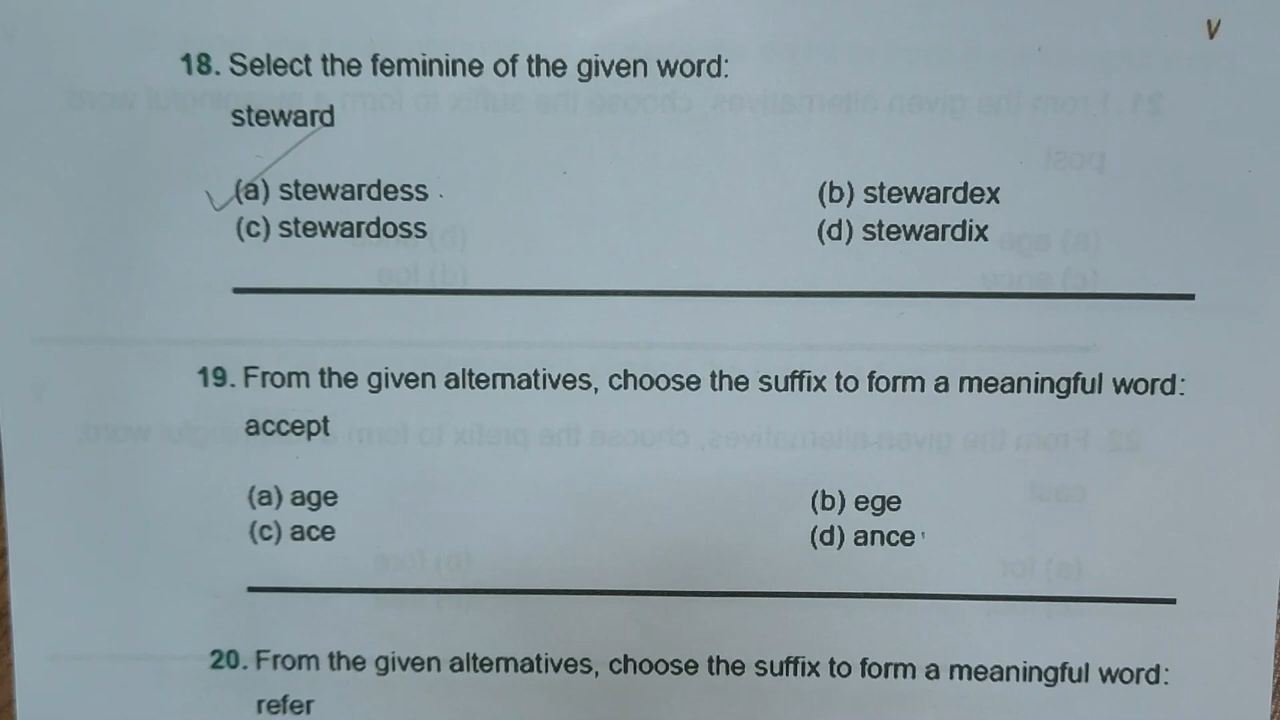 V
18. Select the feminine of the given word:
steward
(a) stewardess (b) stewardex
(c) stewardoss (d) stewardix
19. From the given alternatives, choose the suffix to form a meaningful word:
accept
(a) age (b) ege
(c) ace (d) ance
20. From the given alternatives, choose the suffix to form a meaningful word:
refer